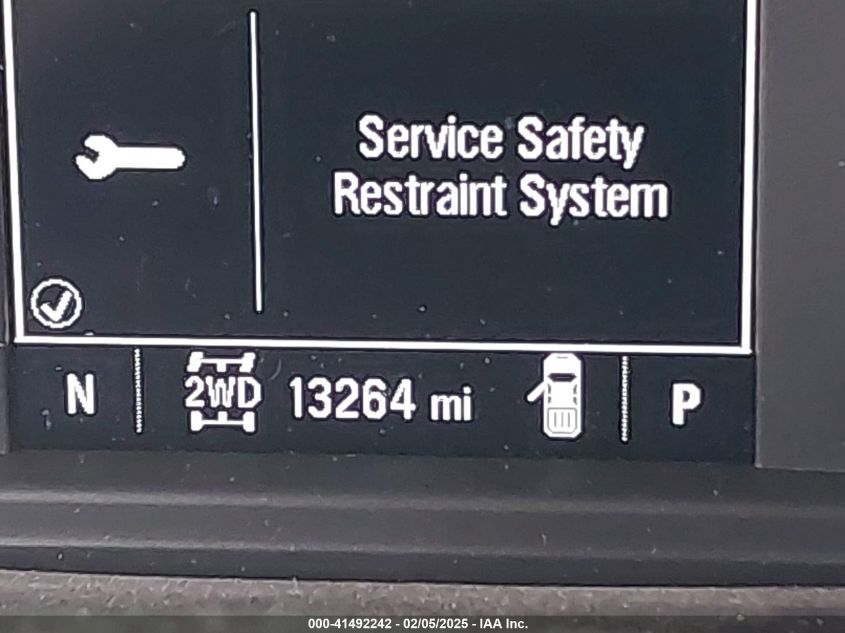 Service Safety
Restraint System
N 2WD 13264 mi P
000-41492242 - 02/05/2025 - IAA Inc.